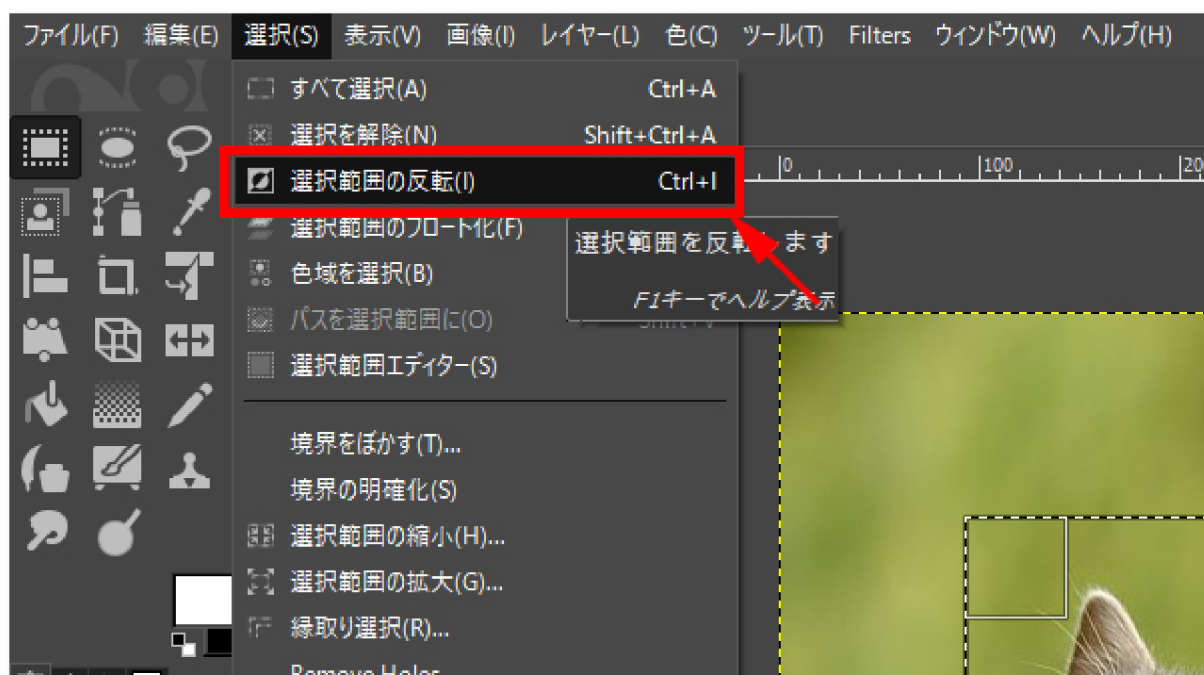 ファイル(F) 編集(E) 選択(S) 表示(V) 画像(I) レイヤー(L) 色(C) ツール(T) Filters ウィンドウ(W) ヘルプ(H)
すべて選択(A) Ctrl+A
選択を解除(N) Shift+Ctrl+A
選択範囲の反転(I) Ctrl+I
0 100 20
選択範囲のフロート化(F)
選択範囲を反転します
色域を選択(B)
F1キーでヘルプ表示
パスを選択範囲に(O) Shift+V
選択範囲エディター(S)
境界をぼかす(T)...
境界の明確化(S)
選択範囲の縮小(H)...
選択範囲の拡大(G)...
縁取り選択(R)...
Remove Holes